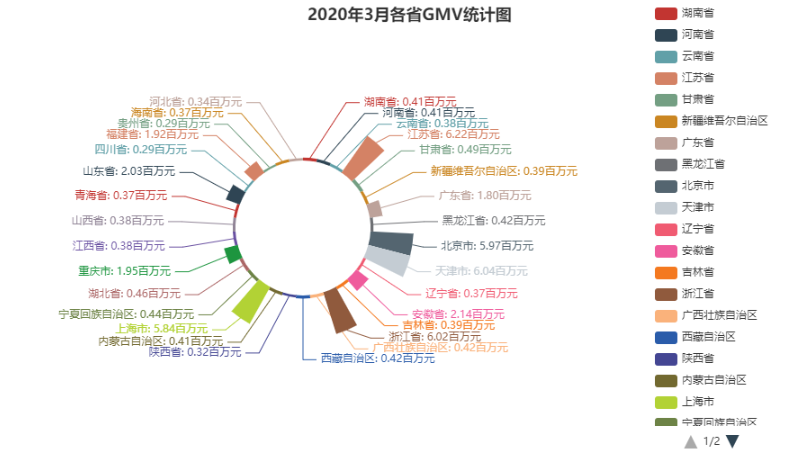 2020年3月各省GMV统计图
河北省: 0.34百万元
海南省: 0.37百万元
贵州省: 0.29百万元
福建省: 1.92百万元
四川省: 0.29百万元
山东省: 2.03百万元
青海省: 0.37百万元
山西省: 0.38百万元
江西省: 0.38百万元
重庆市: 1.95百万元
湖北省: 0.46百万元
宁夏回族自治区: 0.44百万元
上海市: 5.84百万元
内蒙古自治区: 0.41百万元
陕西省: 0.32百万元
湖南省: 0.41百万元
河南省: 0.41百万元
云南省: 0.38百万元
江苏省: 6.22百万元
甘肃省: 0.49百万元
新疆维吾尔自治区: 0.39百万元
广东省: 1.80百万元
黑龙江省: 0.42百万元
北京市: 5.97百万元
天津市: 6.04百万元
辽宁省: 0.37百万元
安徽省: 2.14百万元
吉林省: 0.39百万元
浙江省: 6.02百万元
广西壮族自治区: 0.42百万元
西藏自治区: 0.42百万元
湖南省
河南省
云南省
江苏省
甘肃省
新疆维吾尔自治区
广东省
黑龙江省
北京市
天津市
辽宁省
安徽省
吉林省
浙江省
广西壮族自治区
西藏自治区
陕西省
内蒙古自治区
上海市
宁夏回族自治区
1/2